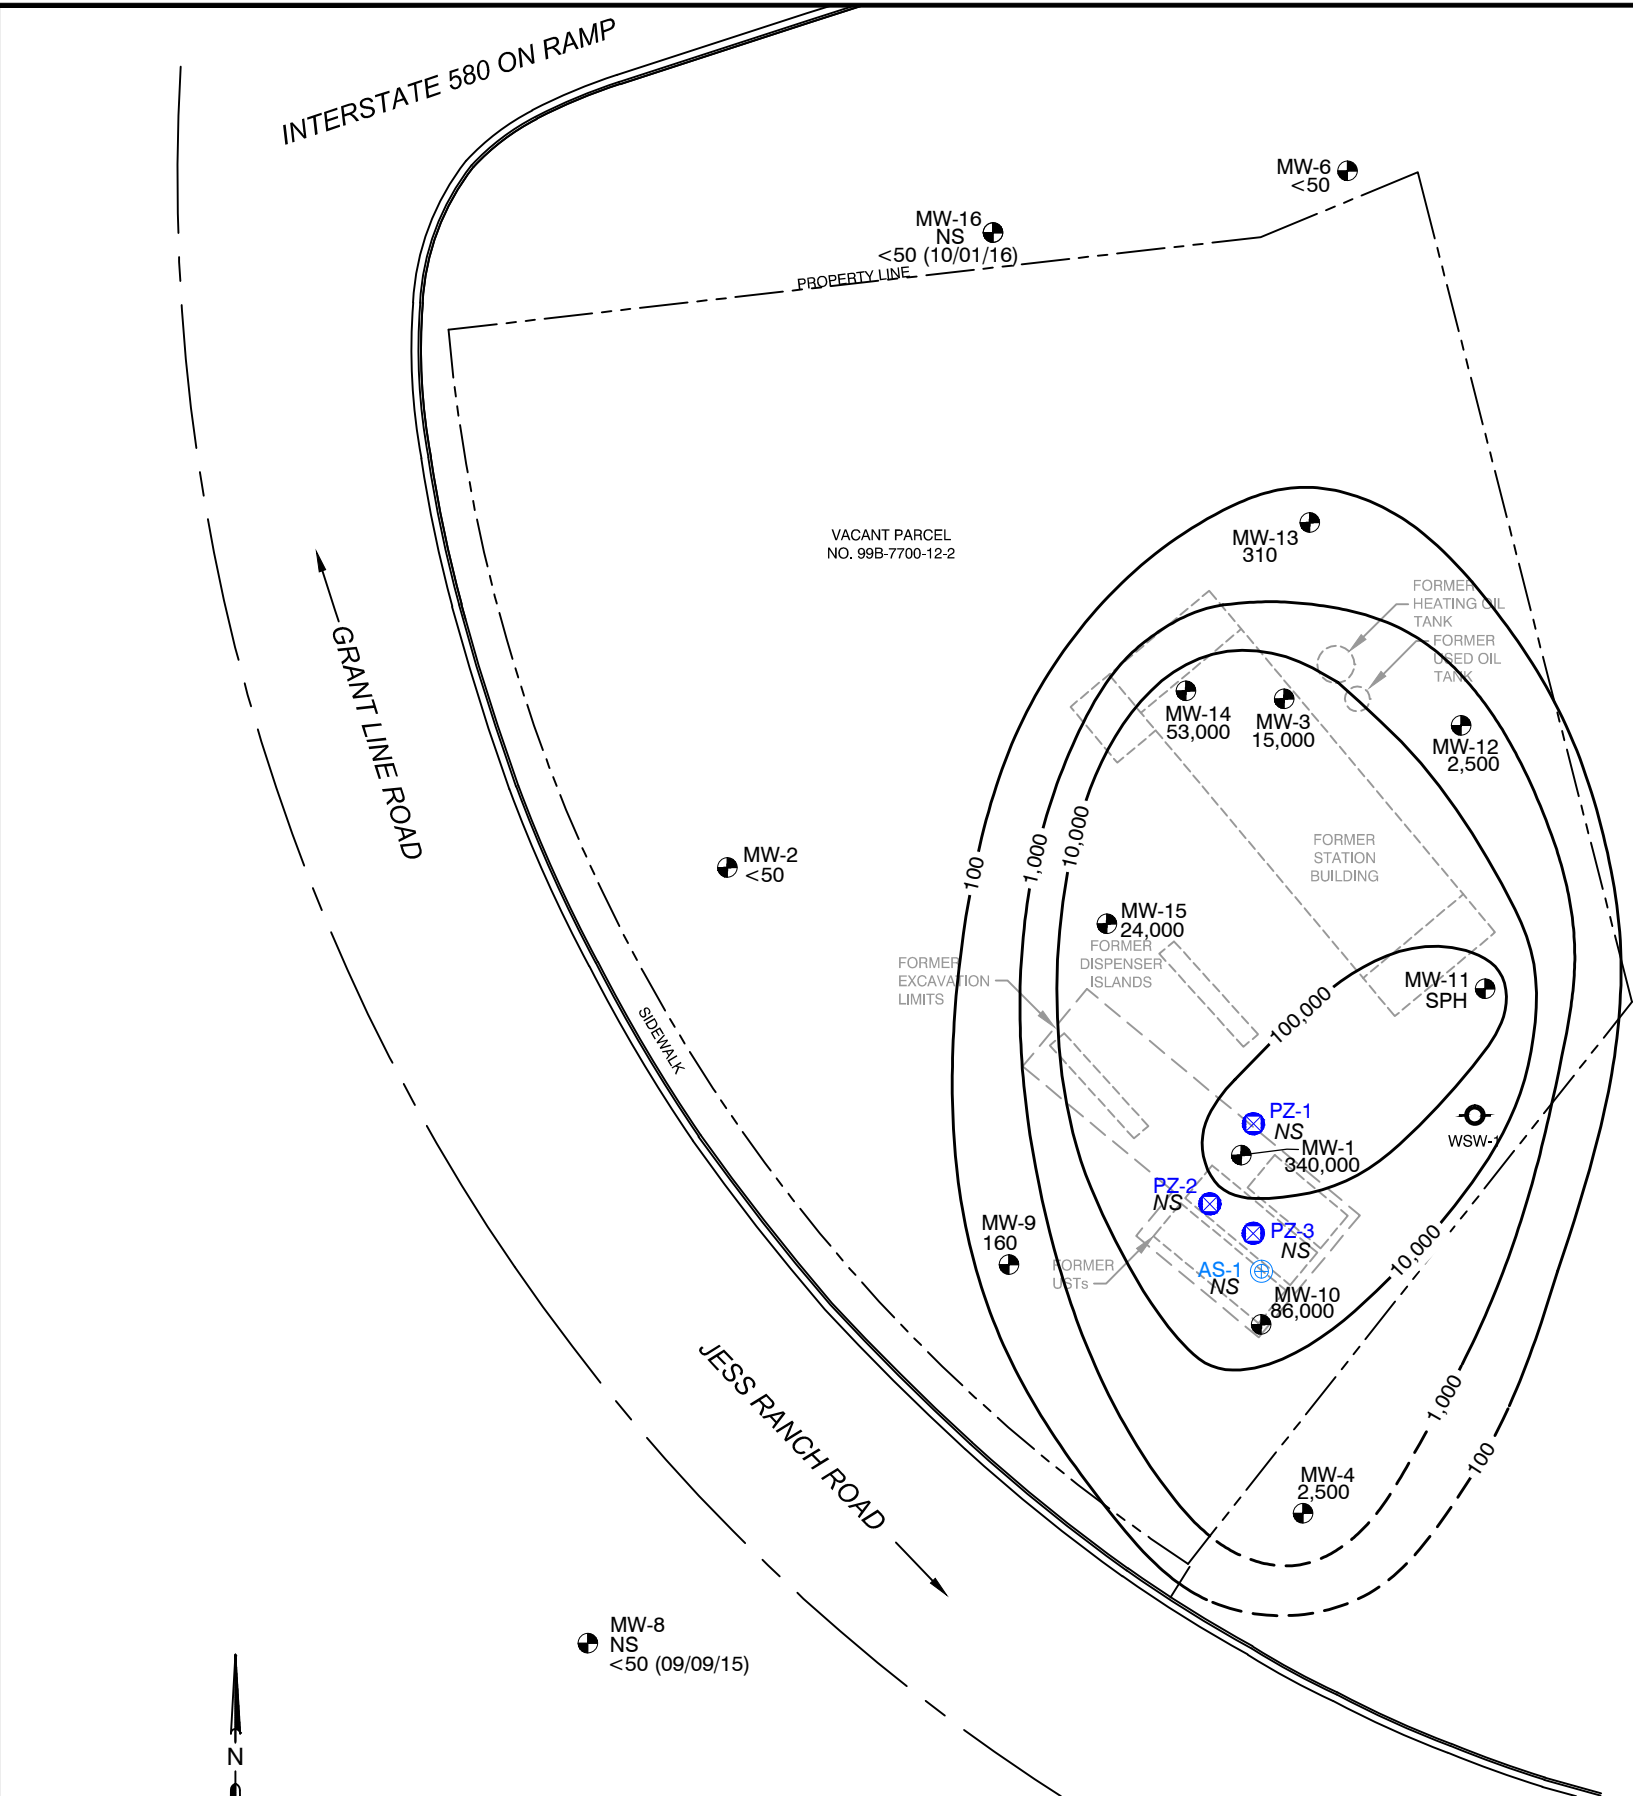 INTERSTATE 580 ON RAMP
MW-6
<50
MW-16
NS
<50 (10/01/16)
PROPERTY LINE
VACANT PARCEL
NO. 99B-7700-12-2
MW-13
310
FORMER
HEATING OIL
TANK
FORMER
USED OIL
TANK
GRANT LINE ROAD
MW-14
53,000
MW-3
15,000
MW-12
2,500
100
1,000
10,000
FORMER
STATION
BUILDING
MW-2
<50
MW-15
24,000
FORMER
DISPENSER
ISLANDS
FORMER
EXCAVATION
LIMITS
MW-11
SPH
100,000
SIDEWALK
PZ-1
NS
WSW-1
MW-1
340,000
PZ-2
NS
MW-9
160
PZ-3
NS
10,000
FORMER
USTs
AS-1
NS
MW-10
86,000
JESS RANCH ROAD
1,000
100
MW-4
2,500
MW-8
NS
<50 (09/09/15)
N